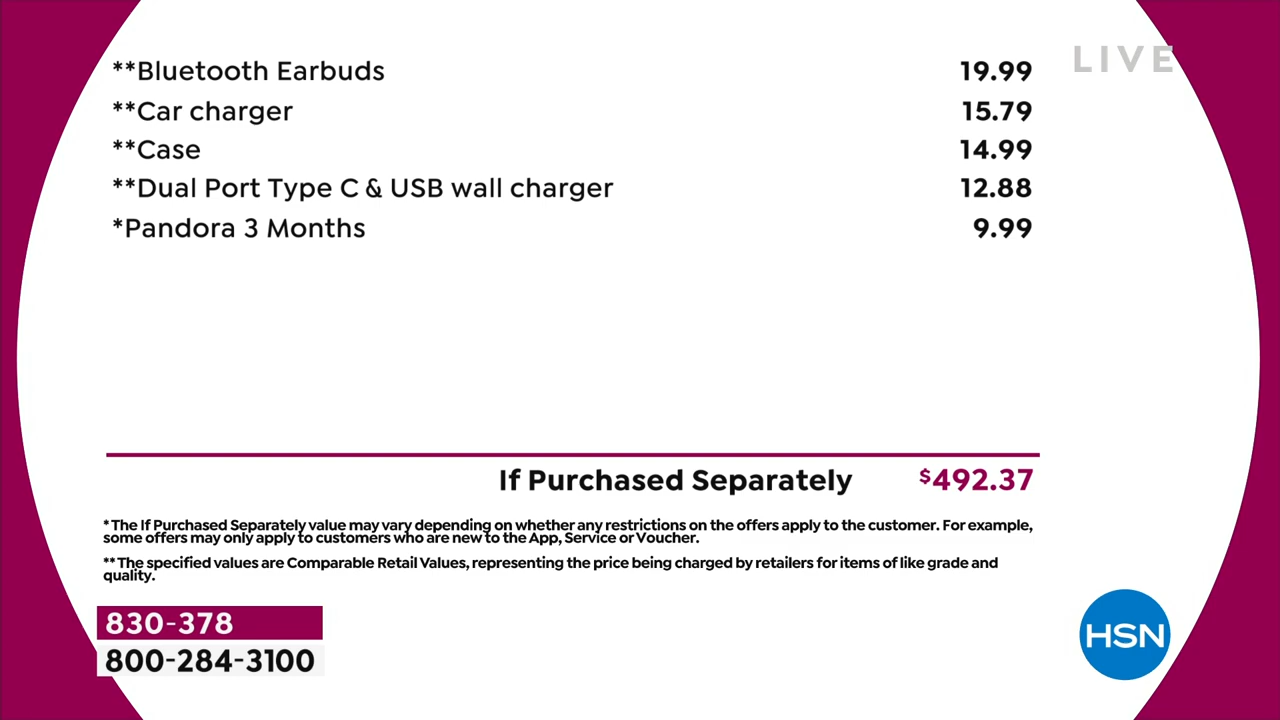 LIVE
**Bluetooth Earbuds 19.99
**Car charger 15.79
**Case 14.99
**Dual Port Type C & USB wall charger 12.88
*Pandora 3 Months 9.99
If Purchased Separately $492.37
* The If Purchased Separately value may vary depending on whether any restrictions on the offers apply to the customer. For example,
some offers may only apply to customers who are new to the App, Service or Voucher.
** The specified values are Comparable Retail Values, representing the price being charged by retailers for items of like grade and
quality.
830-378
800-284-3100
HSN